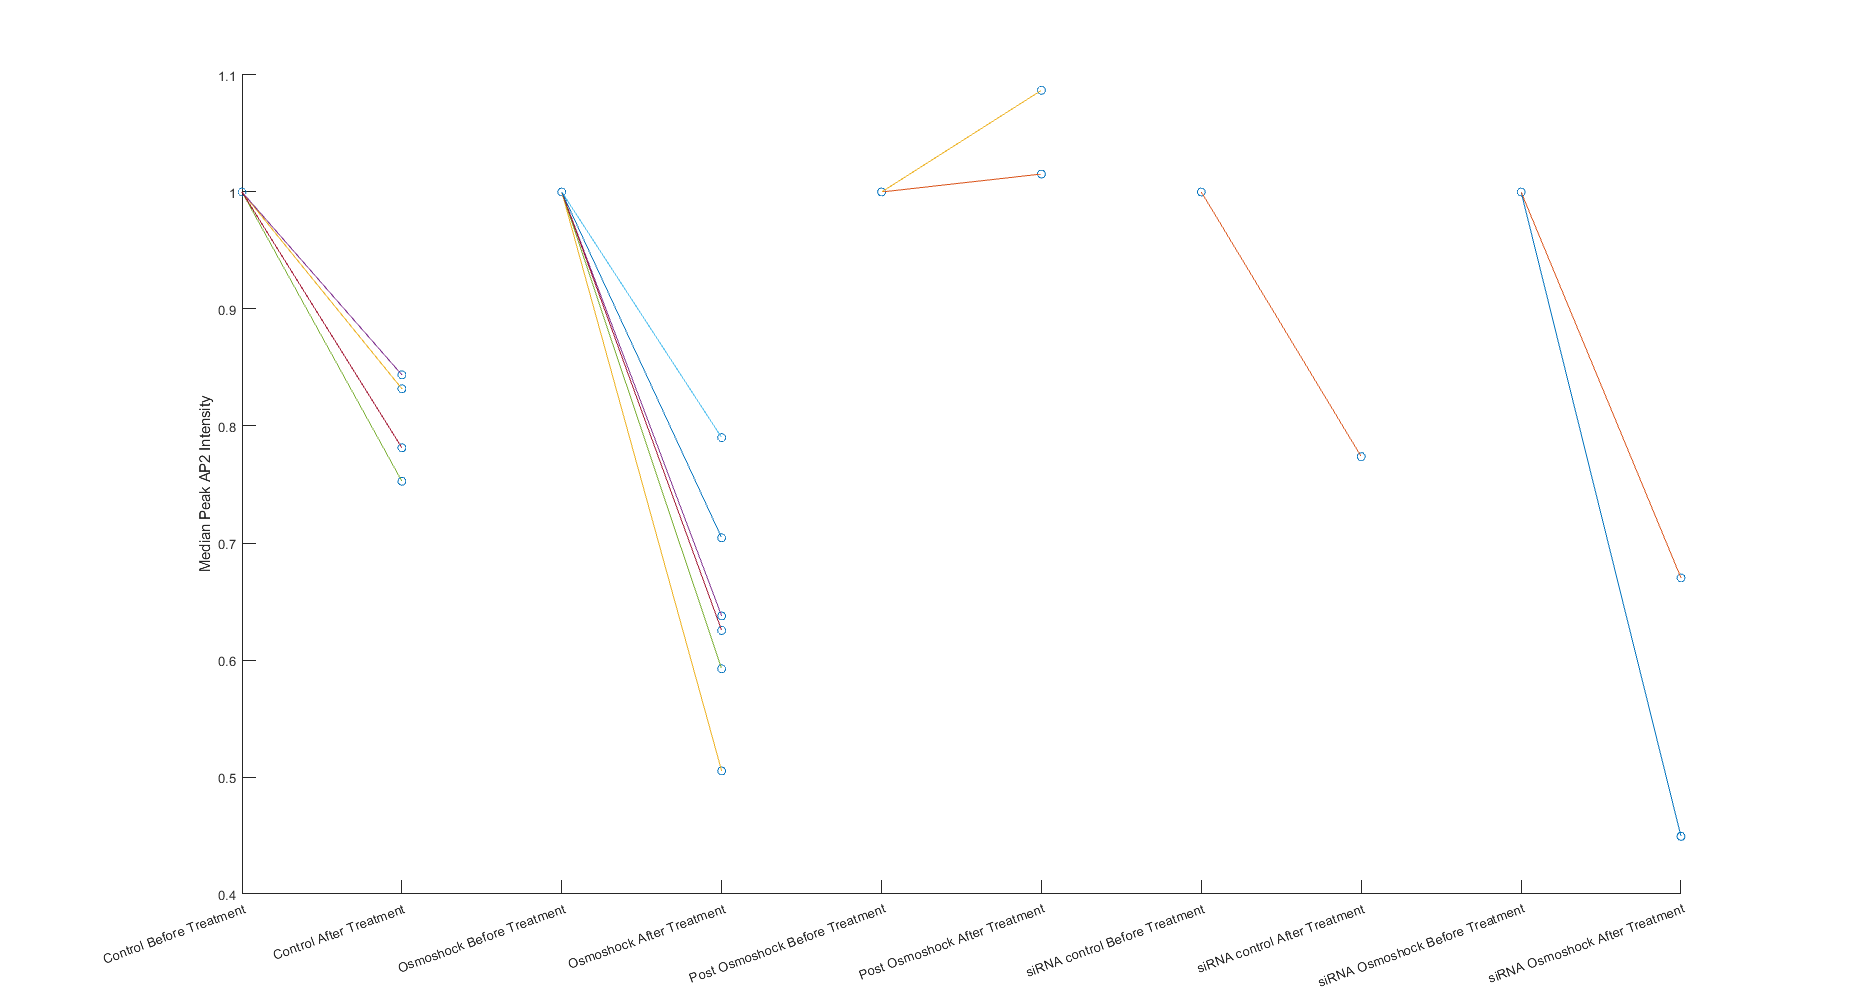 1.1
1
0.9
0.8
0.7
0.6
0.5
0.4
Median Peak AP2 Intensity
Control Before Treatment
Control After Treatment
Osmoshock Before Treatment
Osmoshock After Treatment
Post Osmoshock Before Treatment
Post Osmoshock After Treatment
siRNA control Before Treatment
siRNA control After Treatment
siRNA Osmoshock Before Treatment
siRNA Osmoshock After Treatment